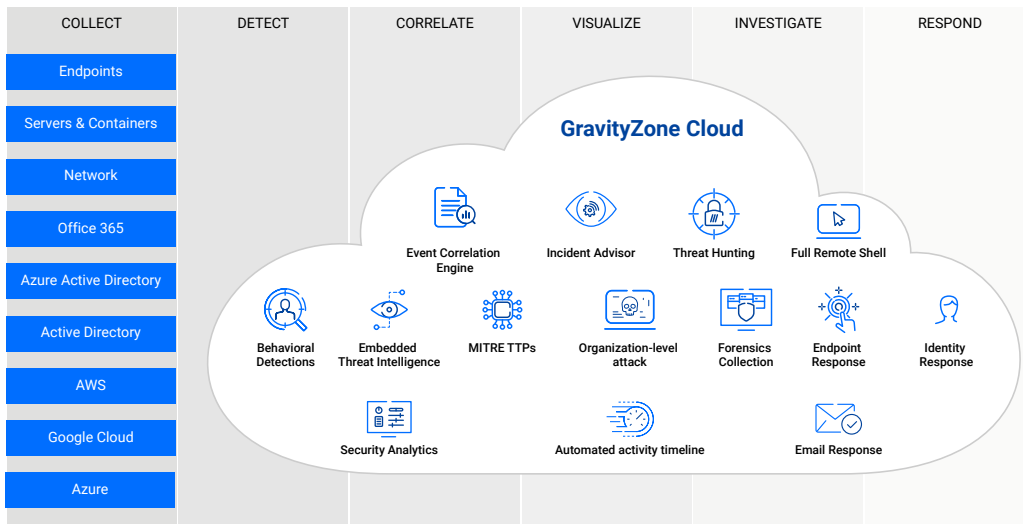 COLLECT
DETECT
CORRELATE
VISUALIZE
INVESTIGATE
RESPOND
Endpoints
Servers & Containers
Network
Office 365
Azure Active Directory
Active Directory
AWS
Google Cloud
Azure
GravityZone Cloud
Event Correlation
Engine
Incident Advisor
Threat Hunting
Full Remote Shell
Behavioral
Detections
Embedded
Threat Intelligence
MITRE TTPs
Organization-level
attack
Forensics
Collection
Endpoint
Response
Identity
Response
Security Analytics
Automated activity timeline
Email Response